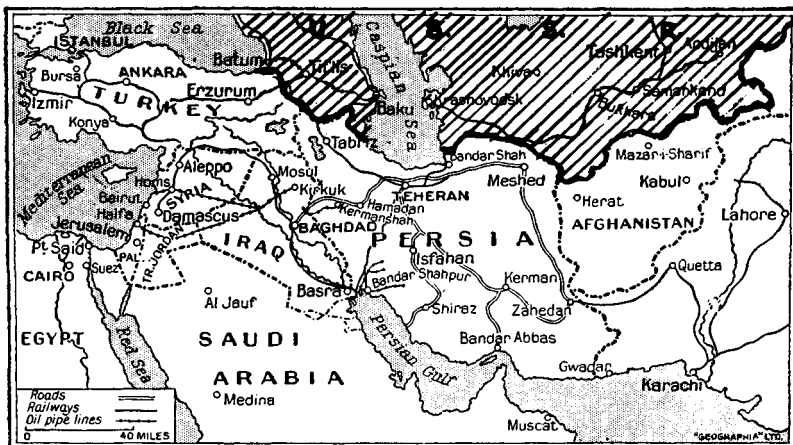 Black Sea
U. S. S. R.
Caspian Sea
ISTANBUL
Bursa
ANKARA
Batum
Tiflis
Baku
Krasnovodsk
Khiva
Tashkent
Andijan
Samarkand
Bukhara
Izmir
TURKEY
Erzurum
Konya
Tabriz
Bandar Shah
Meshed
Mazar-i-Sharif
Kabul
Herat
AFGHANISTAN
Lahore
Mediterranean Sea
Aleppo
Homs
SYRIA
Beirut
Haifa
Damascus
Jerusalem
PAL.
TR. JORDAN
Mosul
Kirkuk
TEHERAN
Hamadan
Kermanshah
BAGHDAD
IRAQ
PERSIA
Isfahan
Pt Said
CAIRO
Suez
EGYPT
Red Sea
Al Jauf
Basra
Bandar Shahpur
Shiraz
Kerman
Zahedan
Quetta
Bandar Abbas
Persian Gulf
Gwadar
Karachi
SAUDI
ARABIA
Medina
Muscat
Roads
Railways
Oil pipe lines
0 40 MILES
"GEOGRAPHIA" LTD.